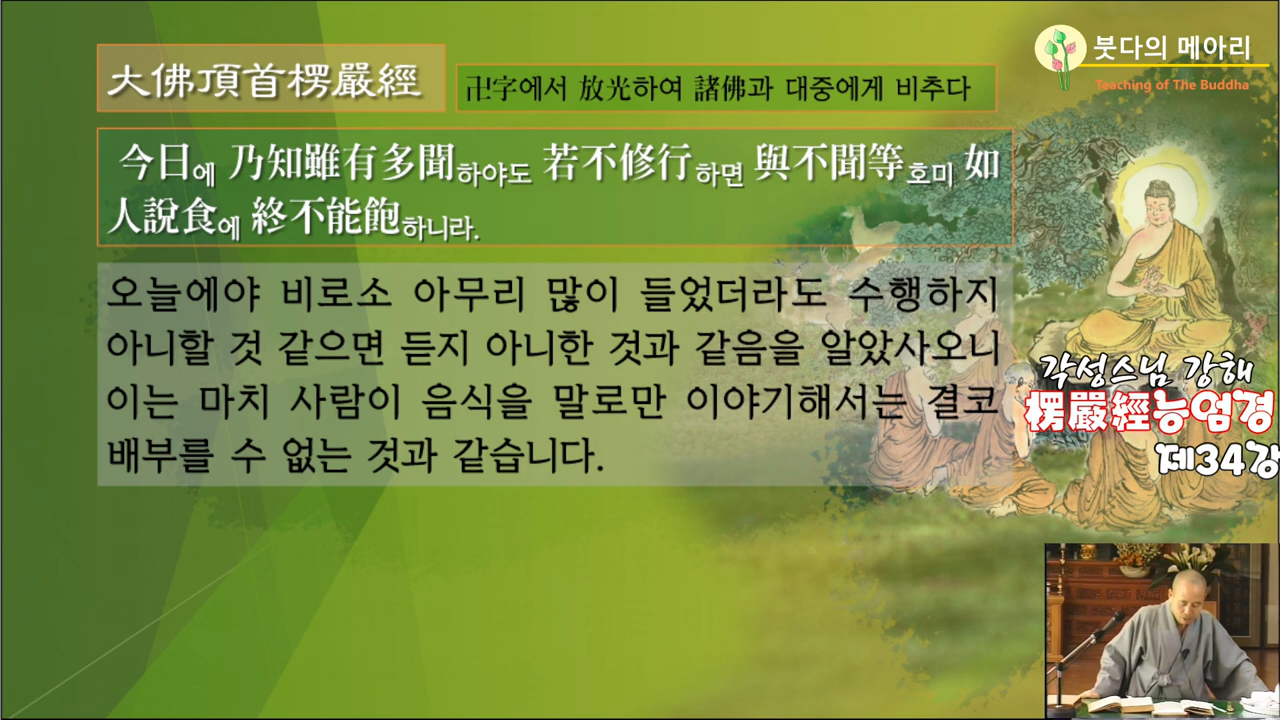 大佛頂首楞嚴經
卍字에서 放光하여 諸佛과 대중에게 비추다
붓다의 메아리
Teaching of The Buddha
今日에 乃知雖有多聞하야도 若不修行하면 與不聞等호미 如
人說食에 終不能飽하니라.
오늘에야 비로소 아무리 많이 들었더라도 수행하지
아니할 것 같으면 듣지 아니한 것과 같음을 알았사오니
이는 마치 사람이 음식을 말로만 이야기해서는 결코
배부를 수 없는 것과 같습니다.
각성스님 강해
楞嚴經능엄경
제34강